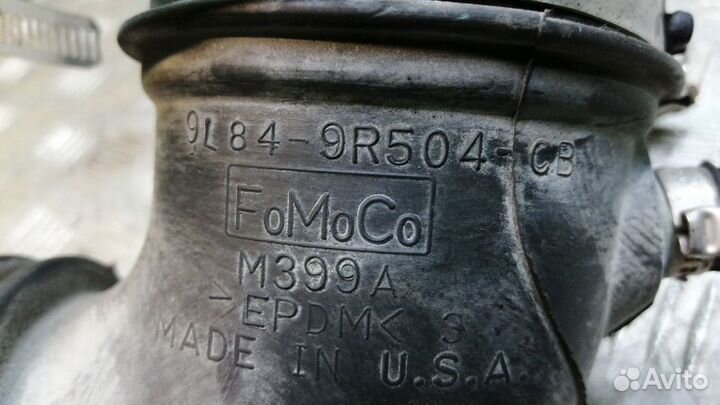 9L84-9R504-CB
FoMoCo
M399A
>EPDM< 3
MADE IN U.S.A.
Avito